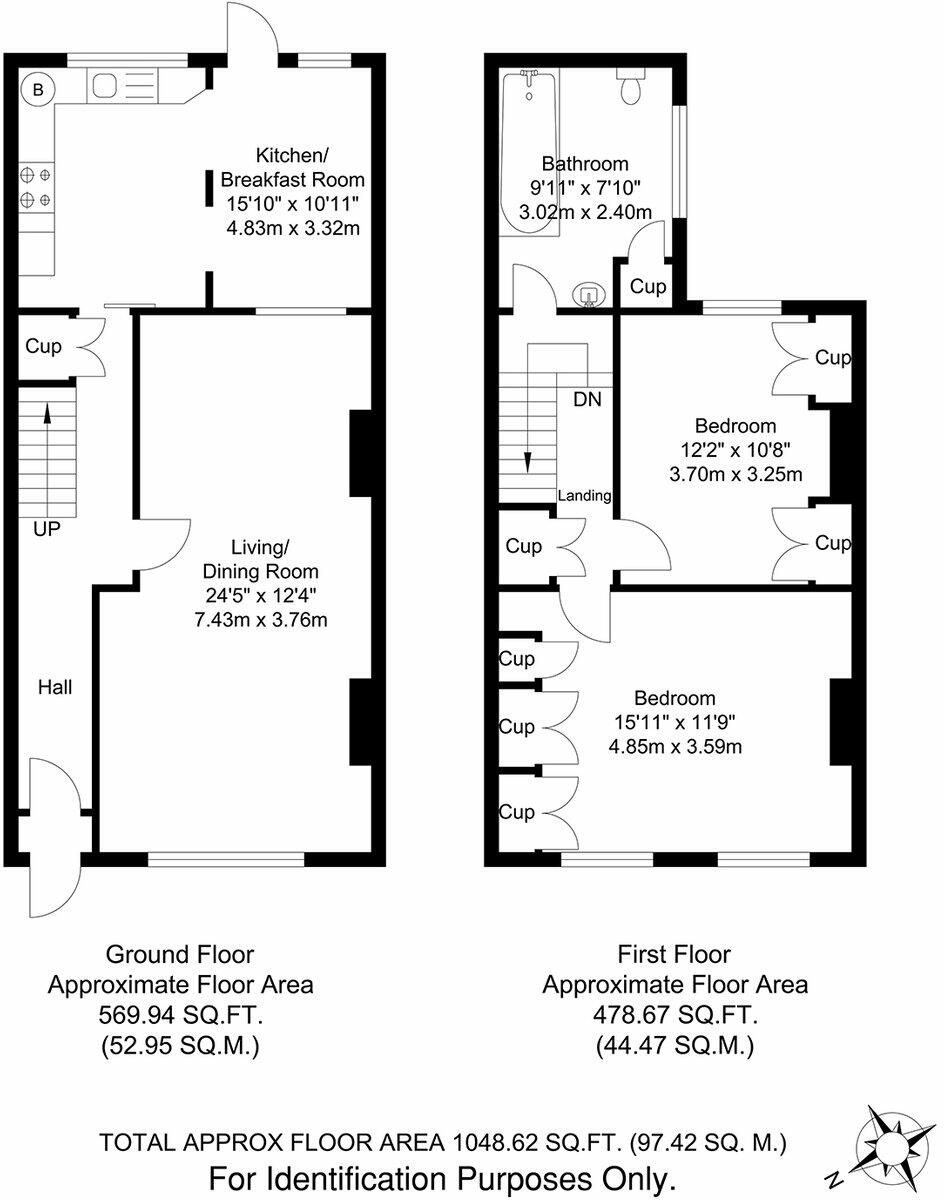 B
Kitchen/
Breakfast Room
15'10" x 10'11"
4.83m x 3.32m
Cup
UP
Living/
Dining Room
24'5" x 12'4"
7.43m x 3.76m
Hall
Bathroom
9'11" x 7'10"
3.02m x 2.40m
Cup
Cup
DN
Bedroom
12'2" x 10'8"
3.70m x 3.25m
Landing
Cup
Cup
Cup
Bedroom
15'11" x 11'9"
4.85m x 3.59m
Cup
Cup
Ground Floor
Approximate Floor Area
569.94 SQ.FT.
(52.95 SQ.M.)
First Floor
Approximate Floor Area
478.67 SQ.FT.
(44.47 SQ.M.)
TOTAL APPROX FLOOR AREA 1048.62 SQ.FT. (97.42 SQ. M.)
For Identification Purposes Only.
N